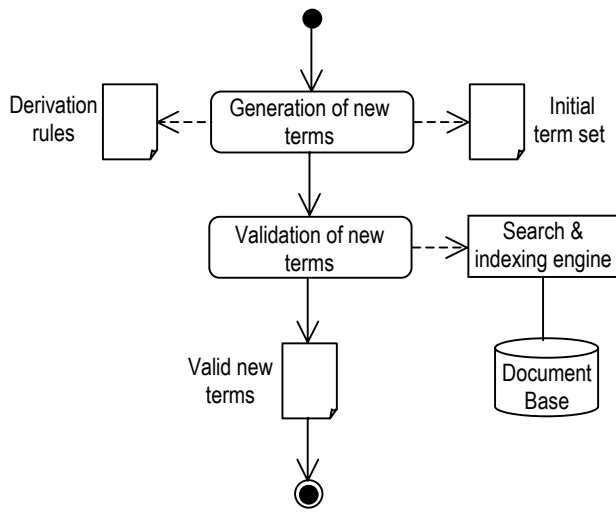 Derivation
rules
Generation of new
terms
Initial
term set
Validation of new
terms
Search &
indexing engine
Valid new
terms
Document
Base